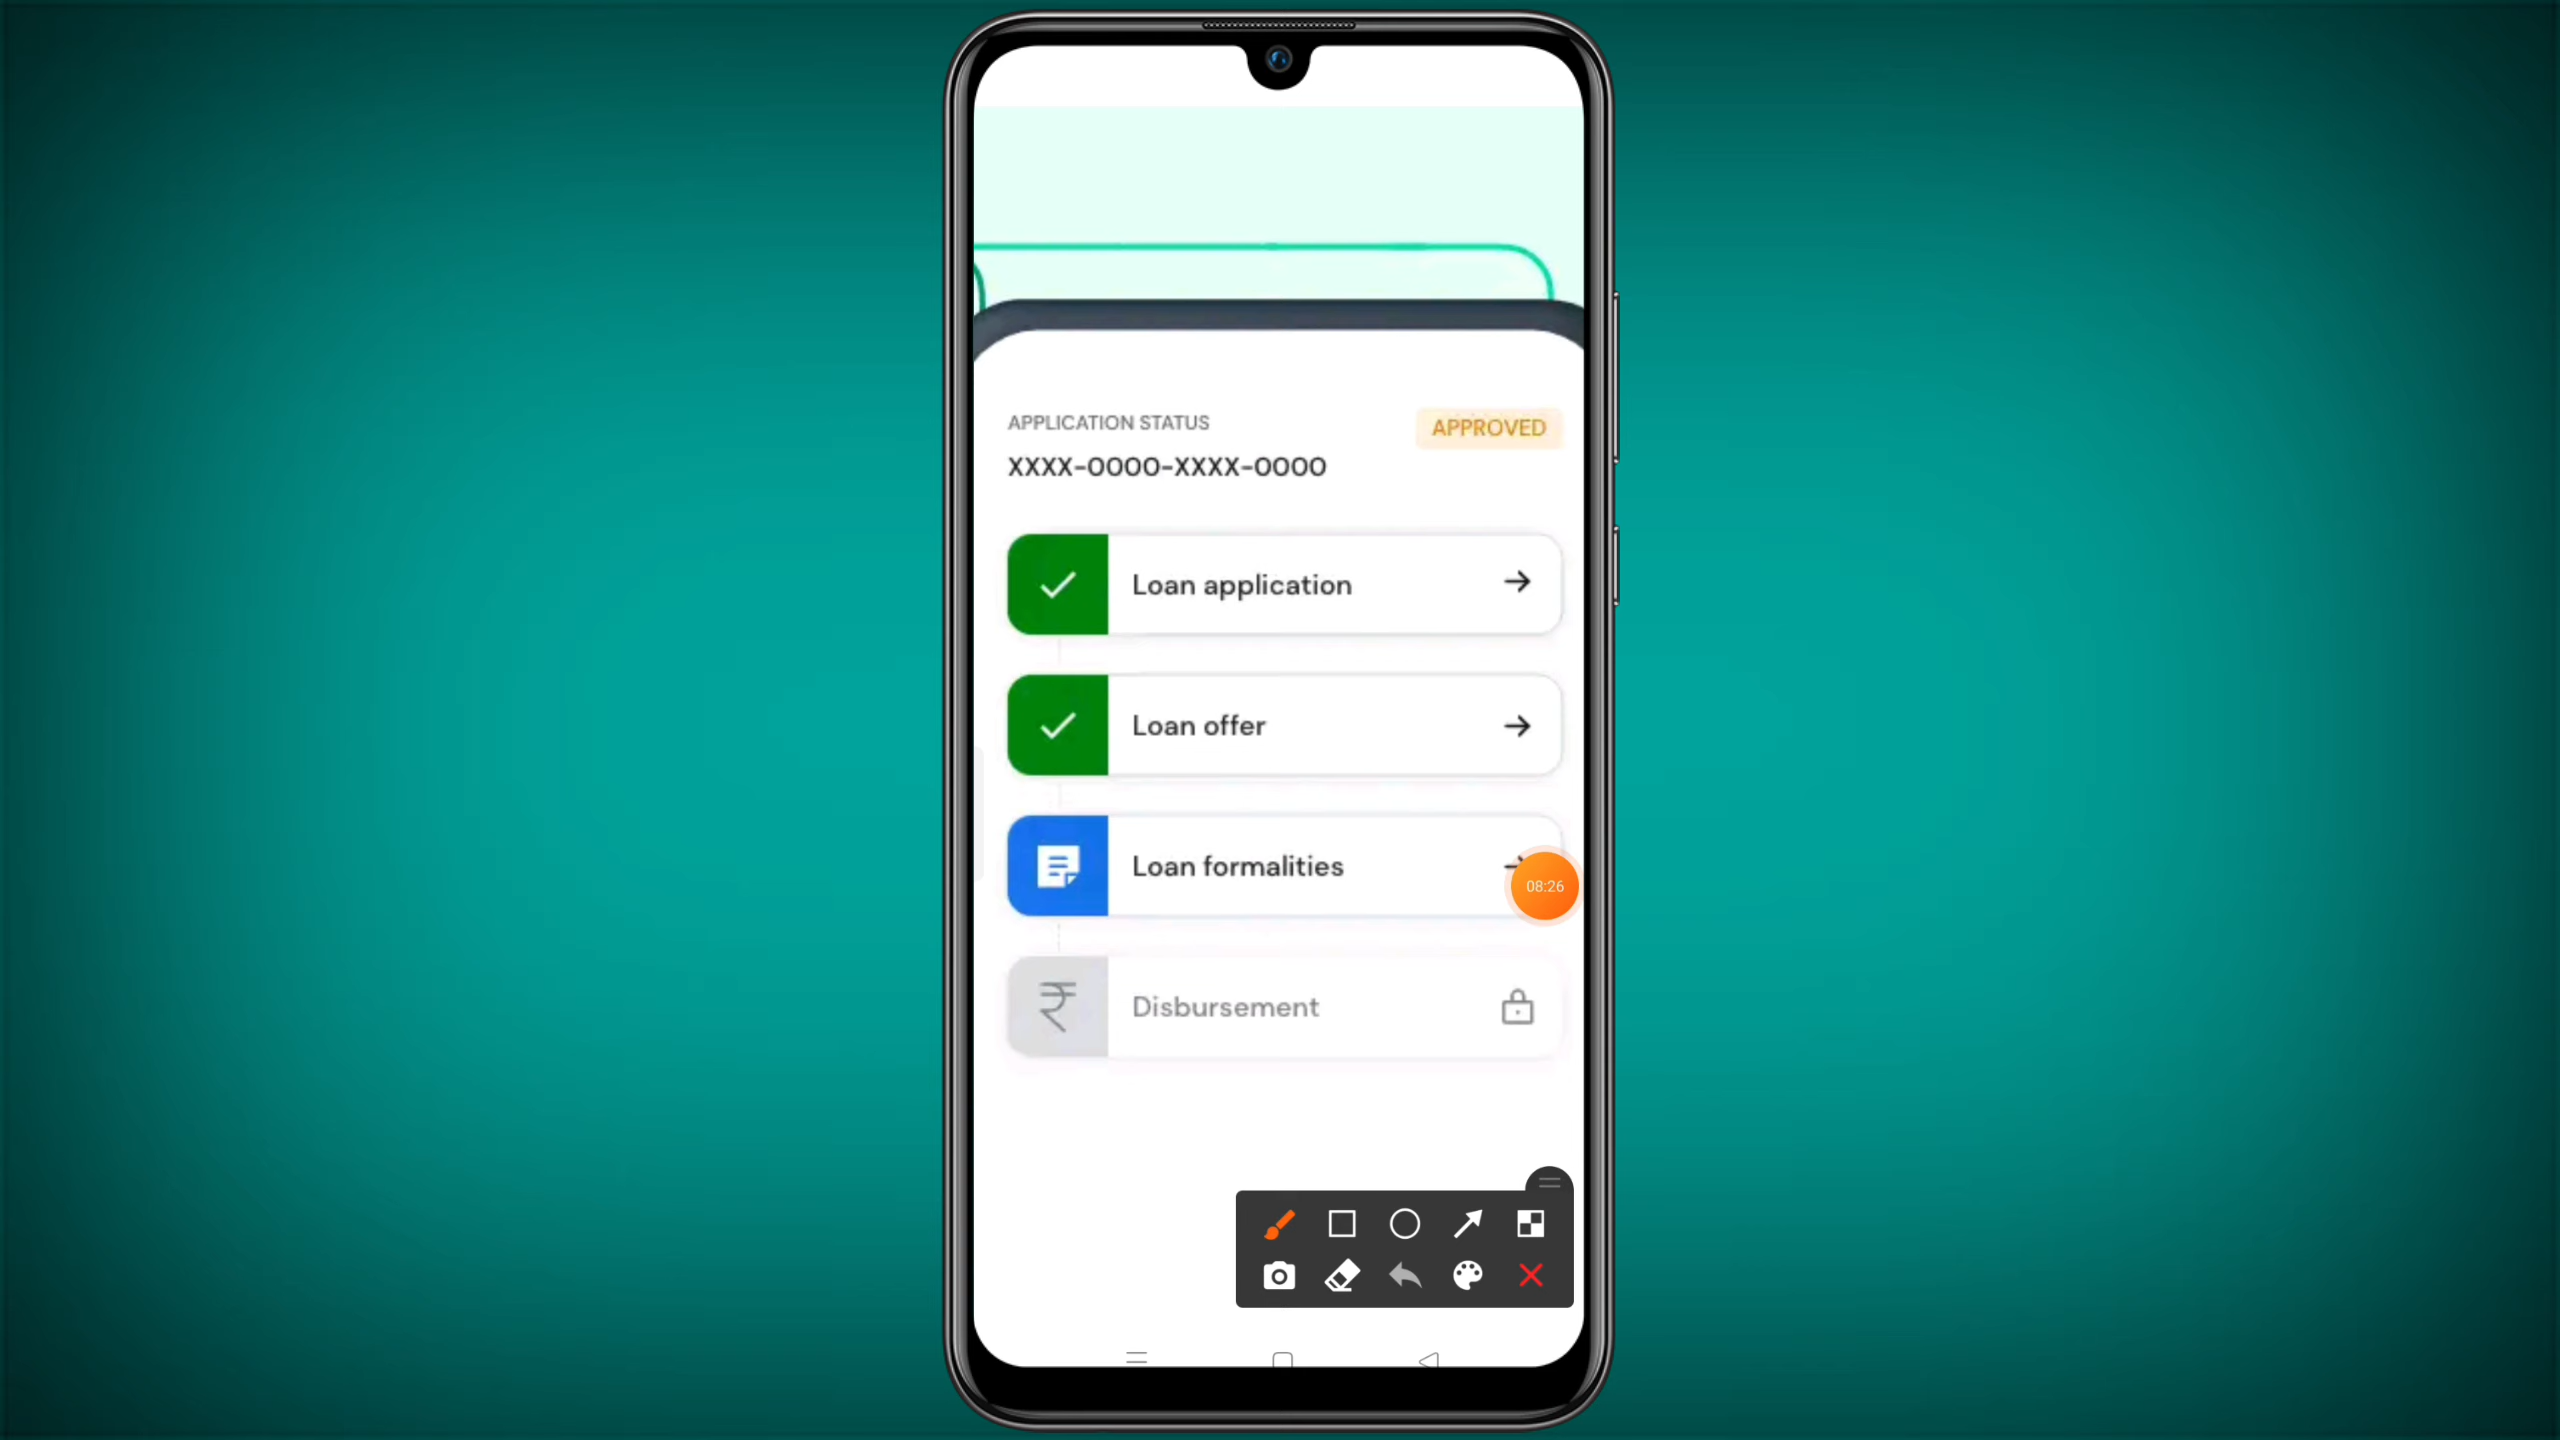 APPLICATION STATUS
APPROVED
XXXX-0000-XXXX-0000
Loan application
Loan offer
Loan formalities
08:26
Disbursement